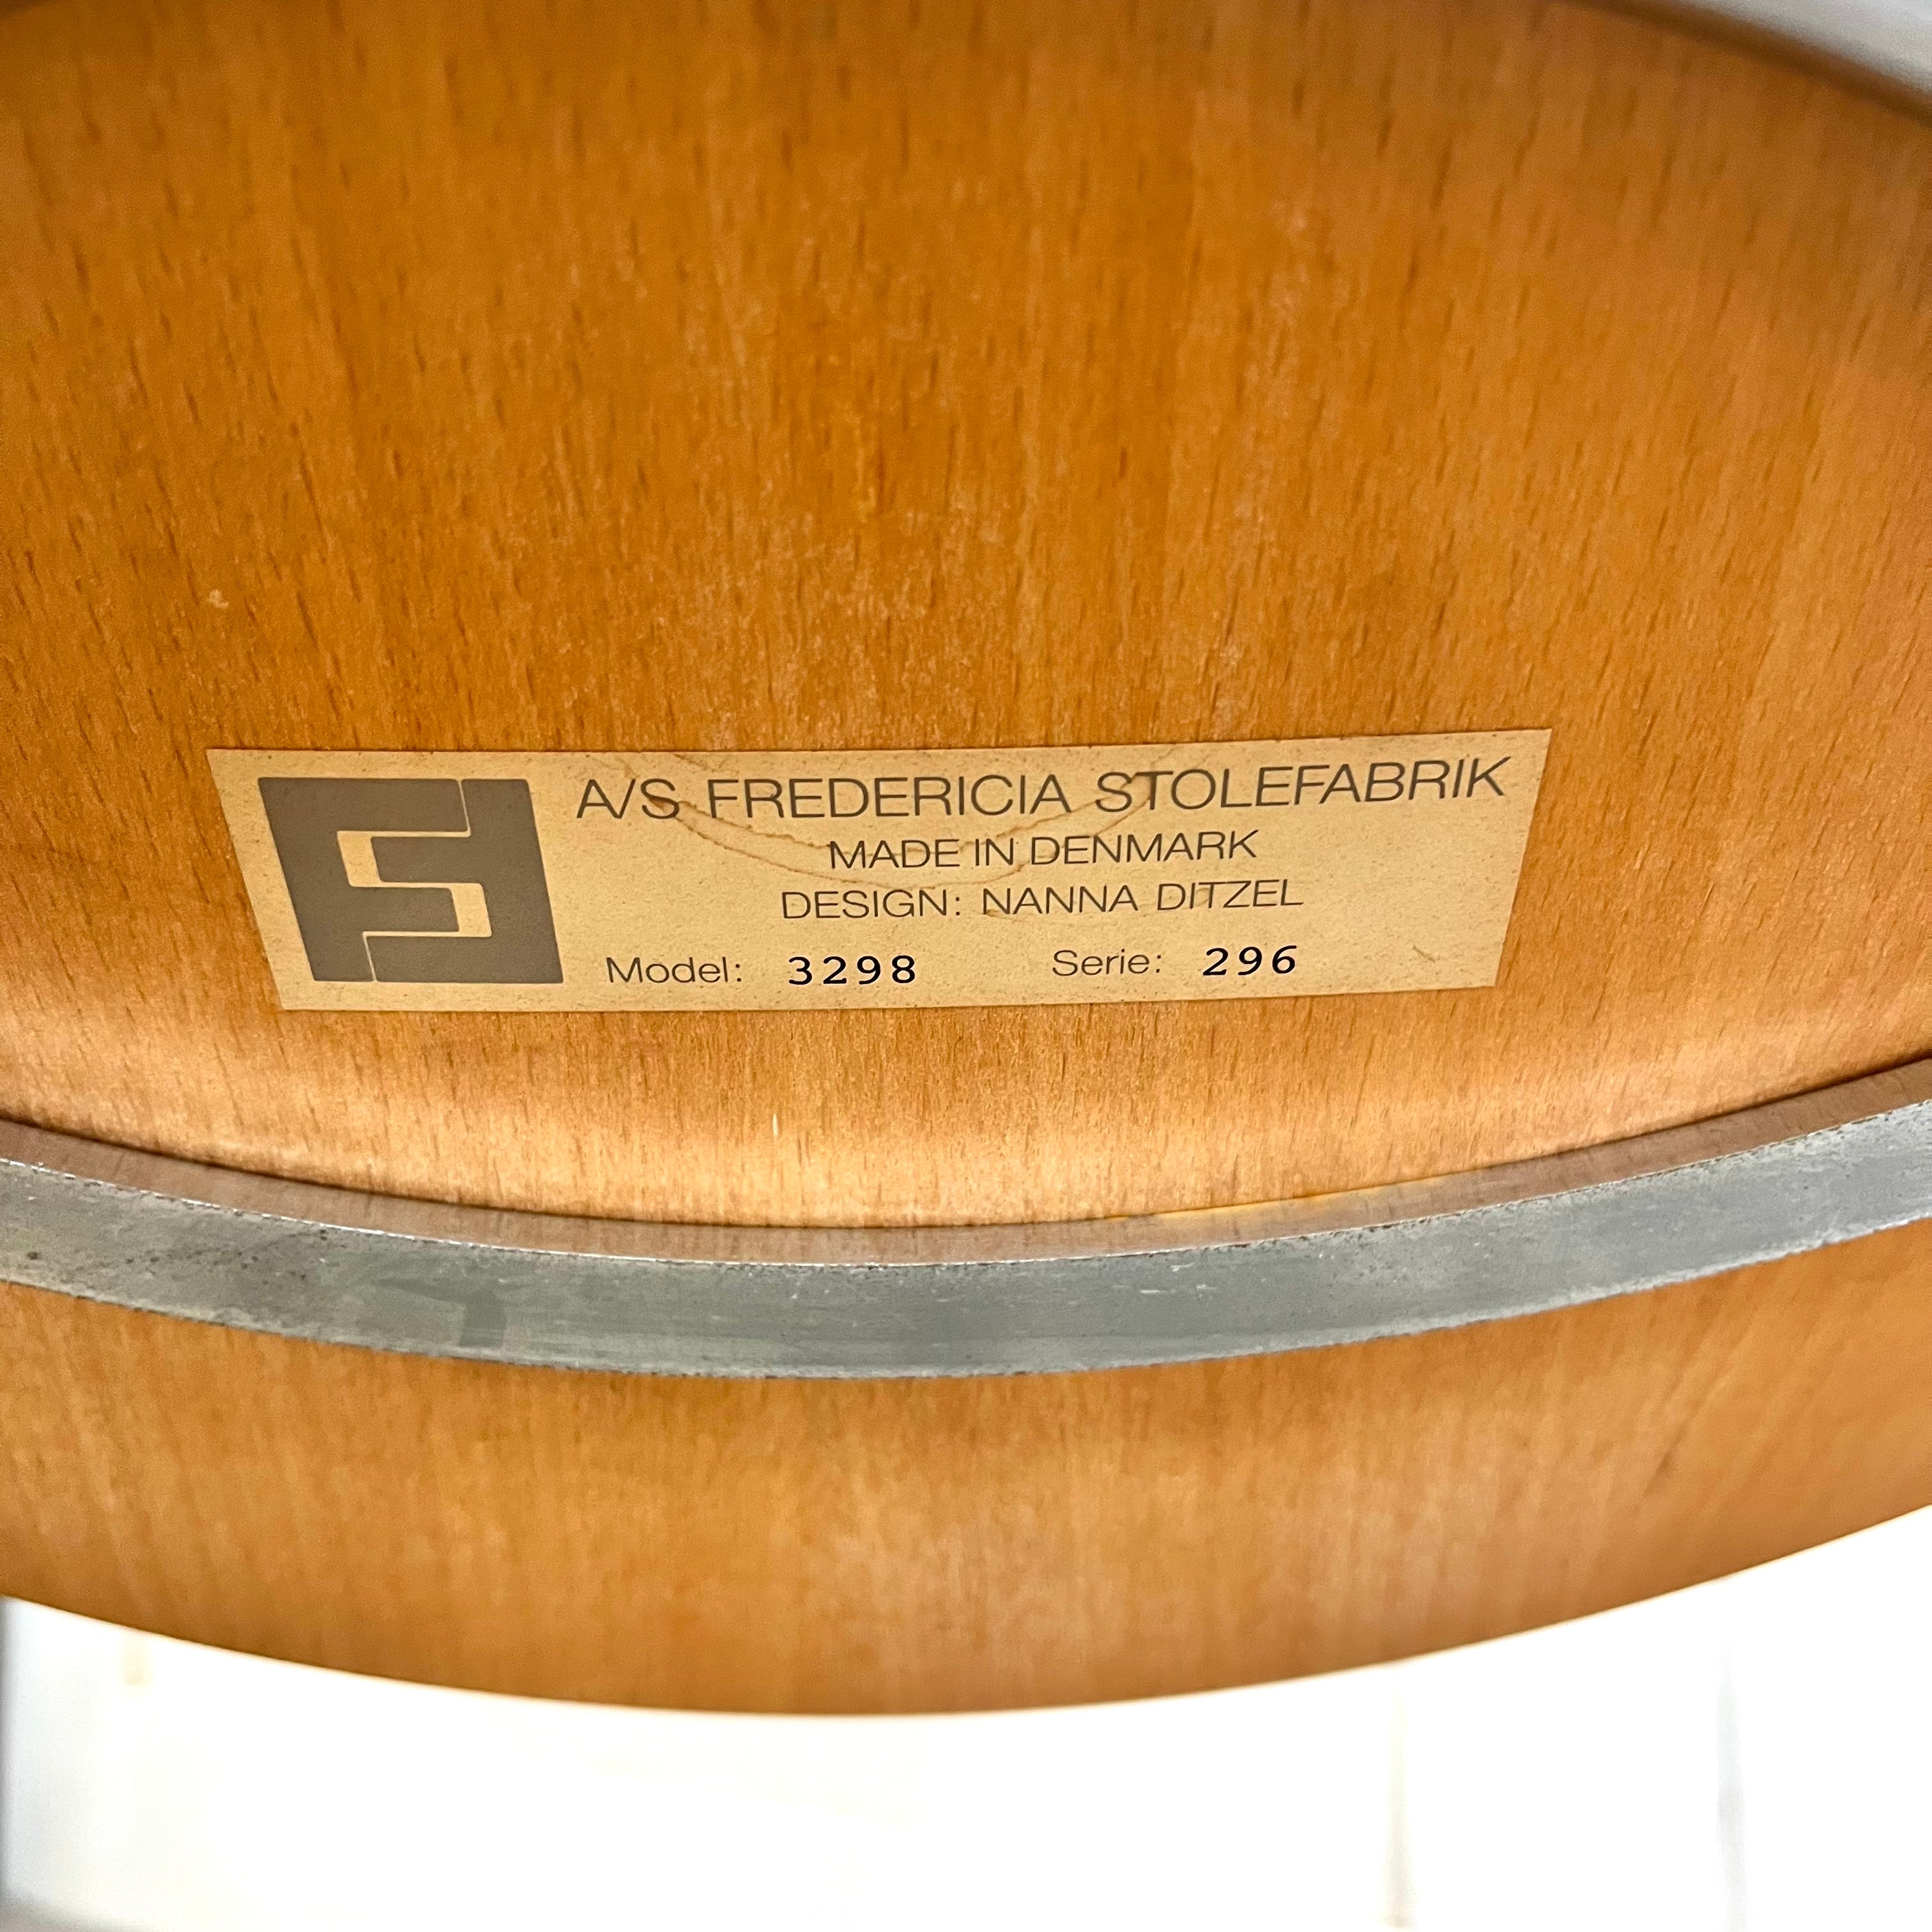 A/S FREDERICIA STOLEFABRIK
MADE IN DENMARK
DESIGN: NANNA DITZEL
Model: 3298 Serie: 296